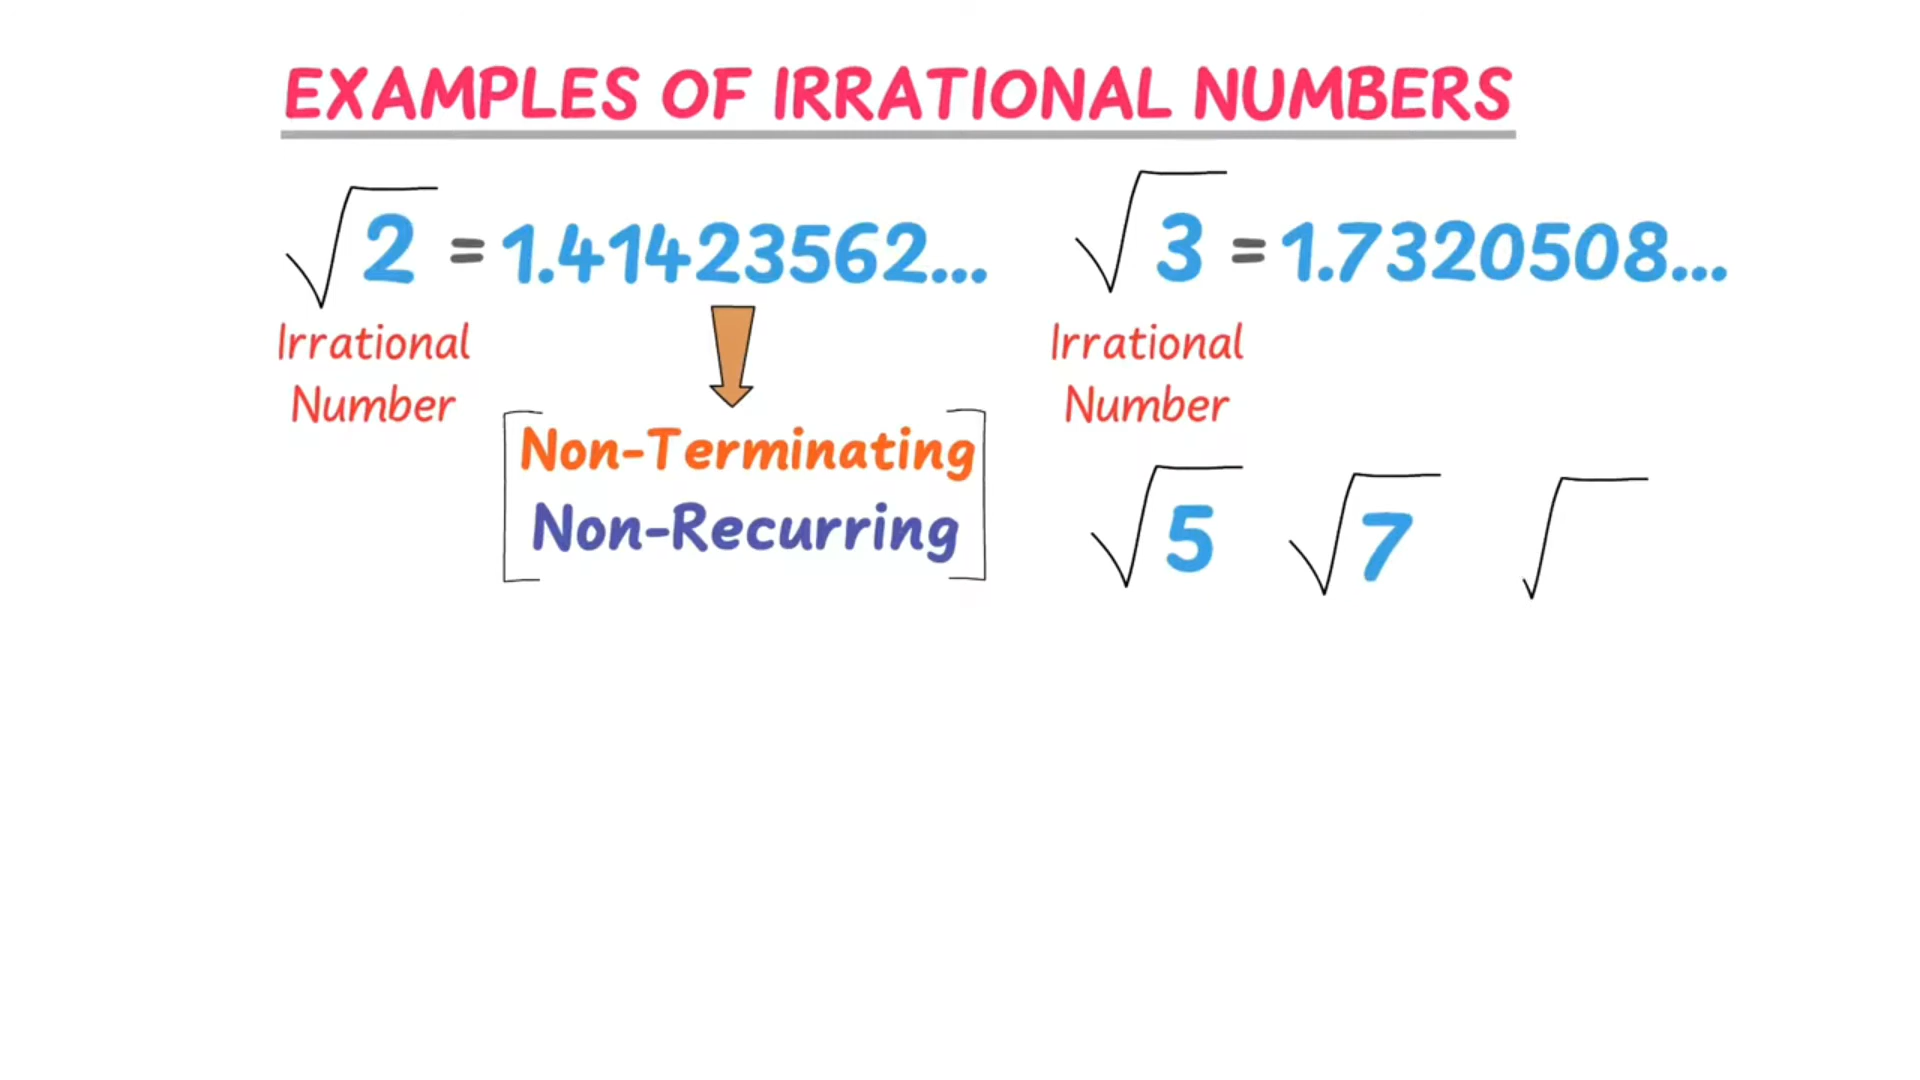 EXAMPLES OF IRRATIONAL NUMBERS
√2 = 1.41423562...
Irrational
Number
Non-Terminating
Non-Recurring
√3 = 1.7320508...
Irrational
Number
√5 √7 √